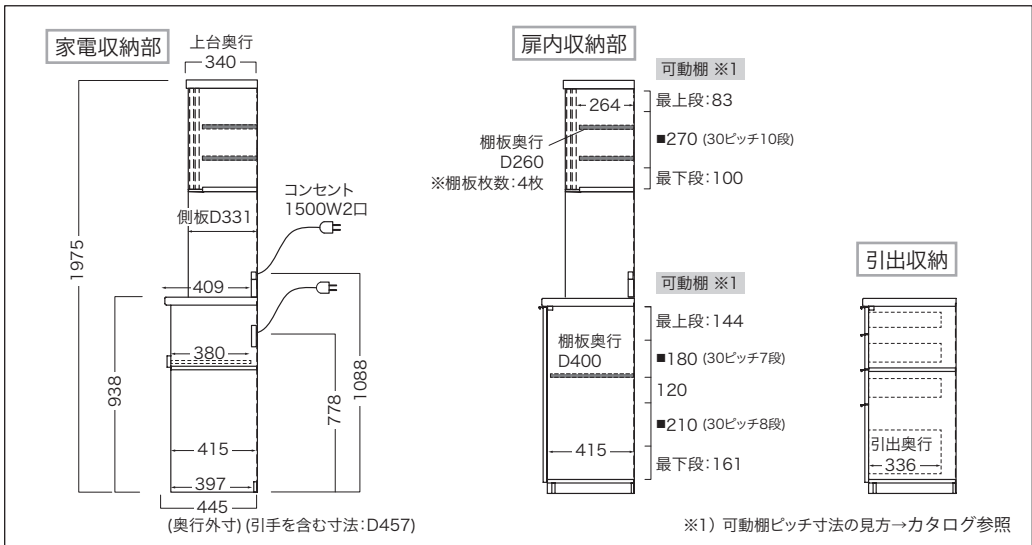 家電収納部
上台奥行
340
側板D331
コンセント
1500W2口
409
380
415
397
445
1975
938
778
1088
(奥行外寸) (引手を含む寸法:D457)
扉内収納部
可動棚 ※1
264
最上段:83
棚板奥行
D260
※棚板枚数:4枚
■270 (30ピッチ10段)
最下段:100
可動棚 ※1
最上段:144
棚板奥行
D400
■180 (30ピッチ7段)
120
■210 (30ピッチ8段)
415
最下段:161
引出収納
引出奥行
336
※1) 可動棚ピッチ寸法の見方→カタログ参照